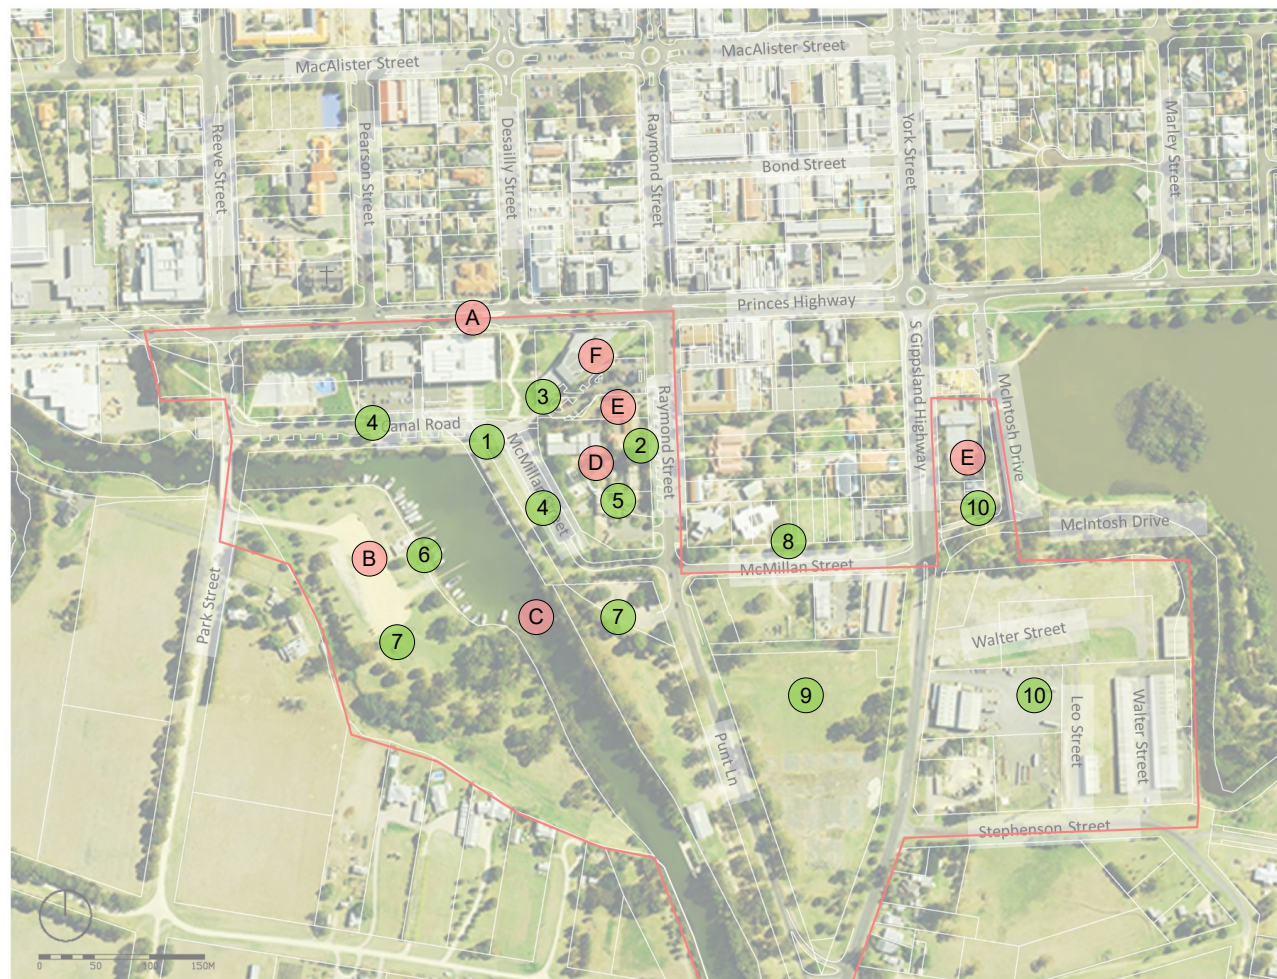 MacAlister Street
MacAlister Street
Reeve Street
Pearson Street
Desailly Street
Raymond Street
York Street
Marley Street
Bond Street
Princes Highway
A
F
3
E
4
Canal Road
1
McMillan Street
2
D
Raymond Street
S Gippsland Highway
McIntosh Drive
E
5
4
10
McIntosh Drive
B
6
8
McMillan Street
Park Street
C
7
7
Walter Street
9
10
Leo Street
Walter Street
Punt Ln
Stephenson Street
0 50 100 150M